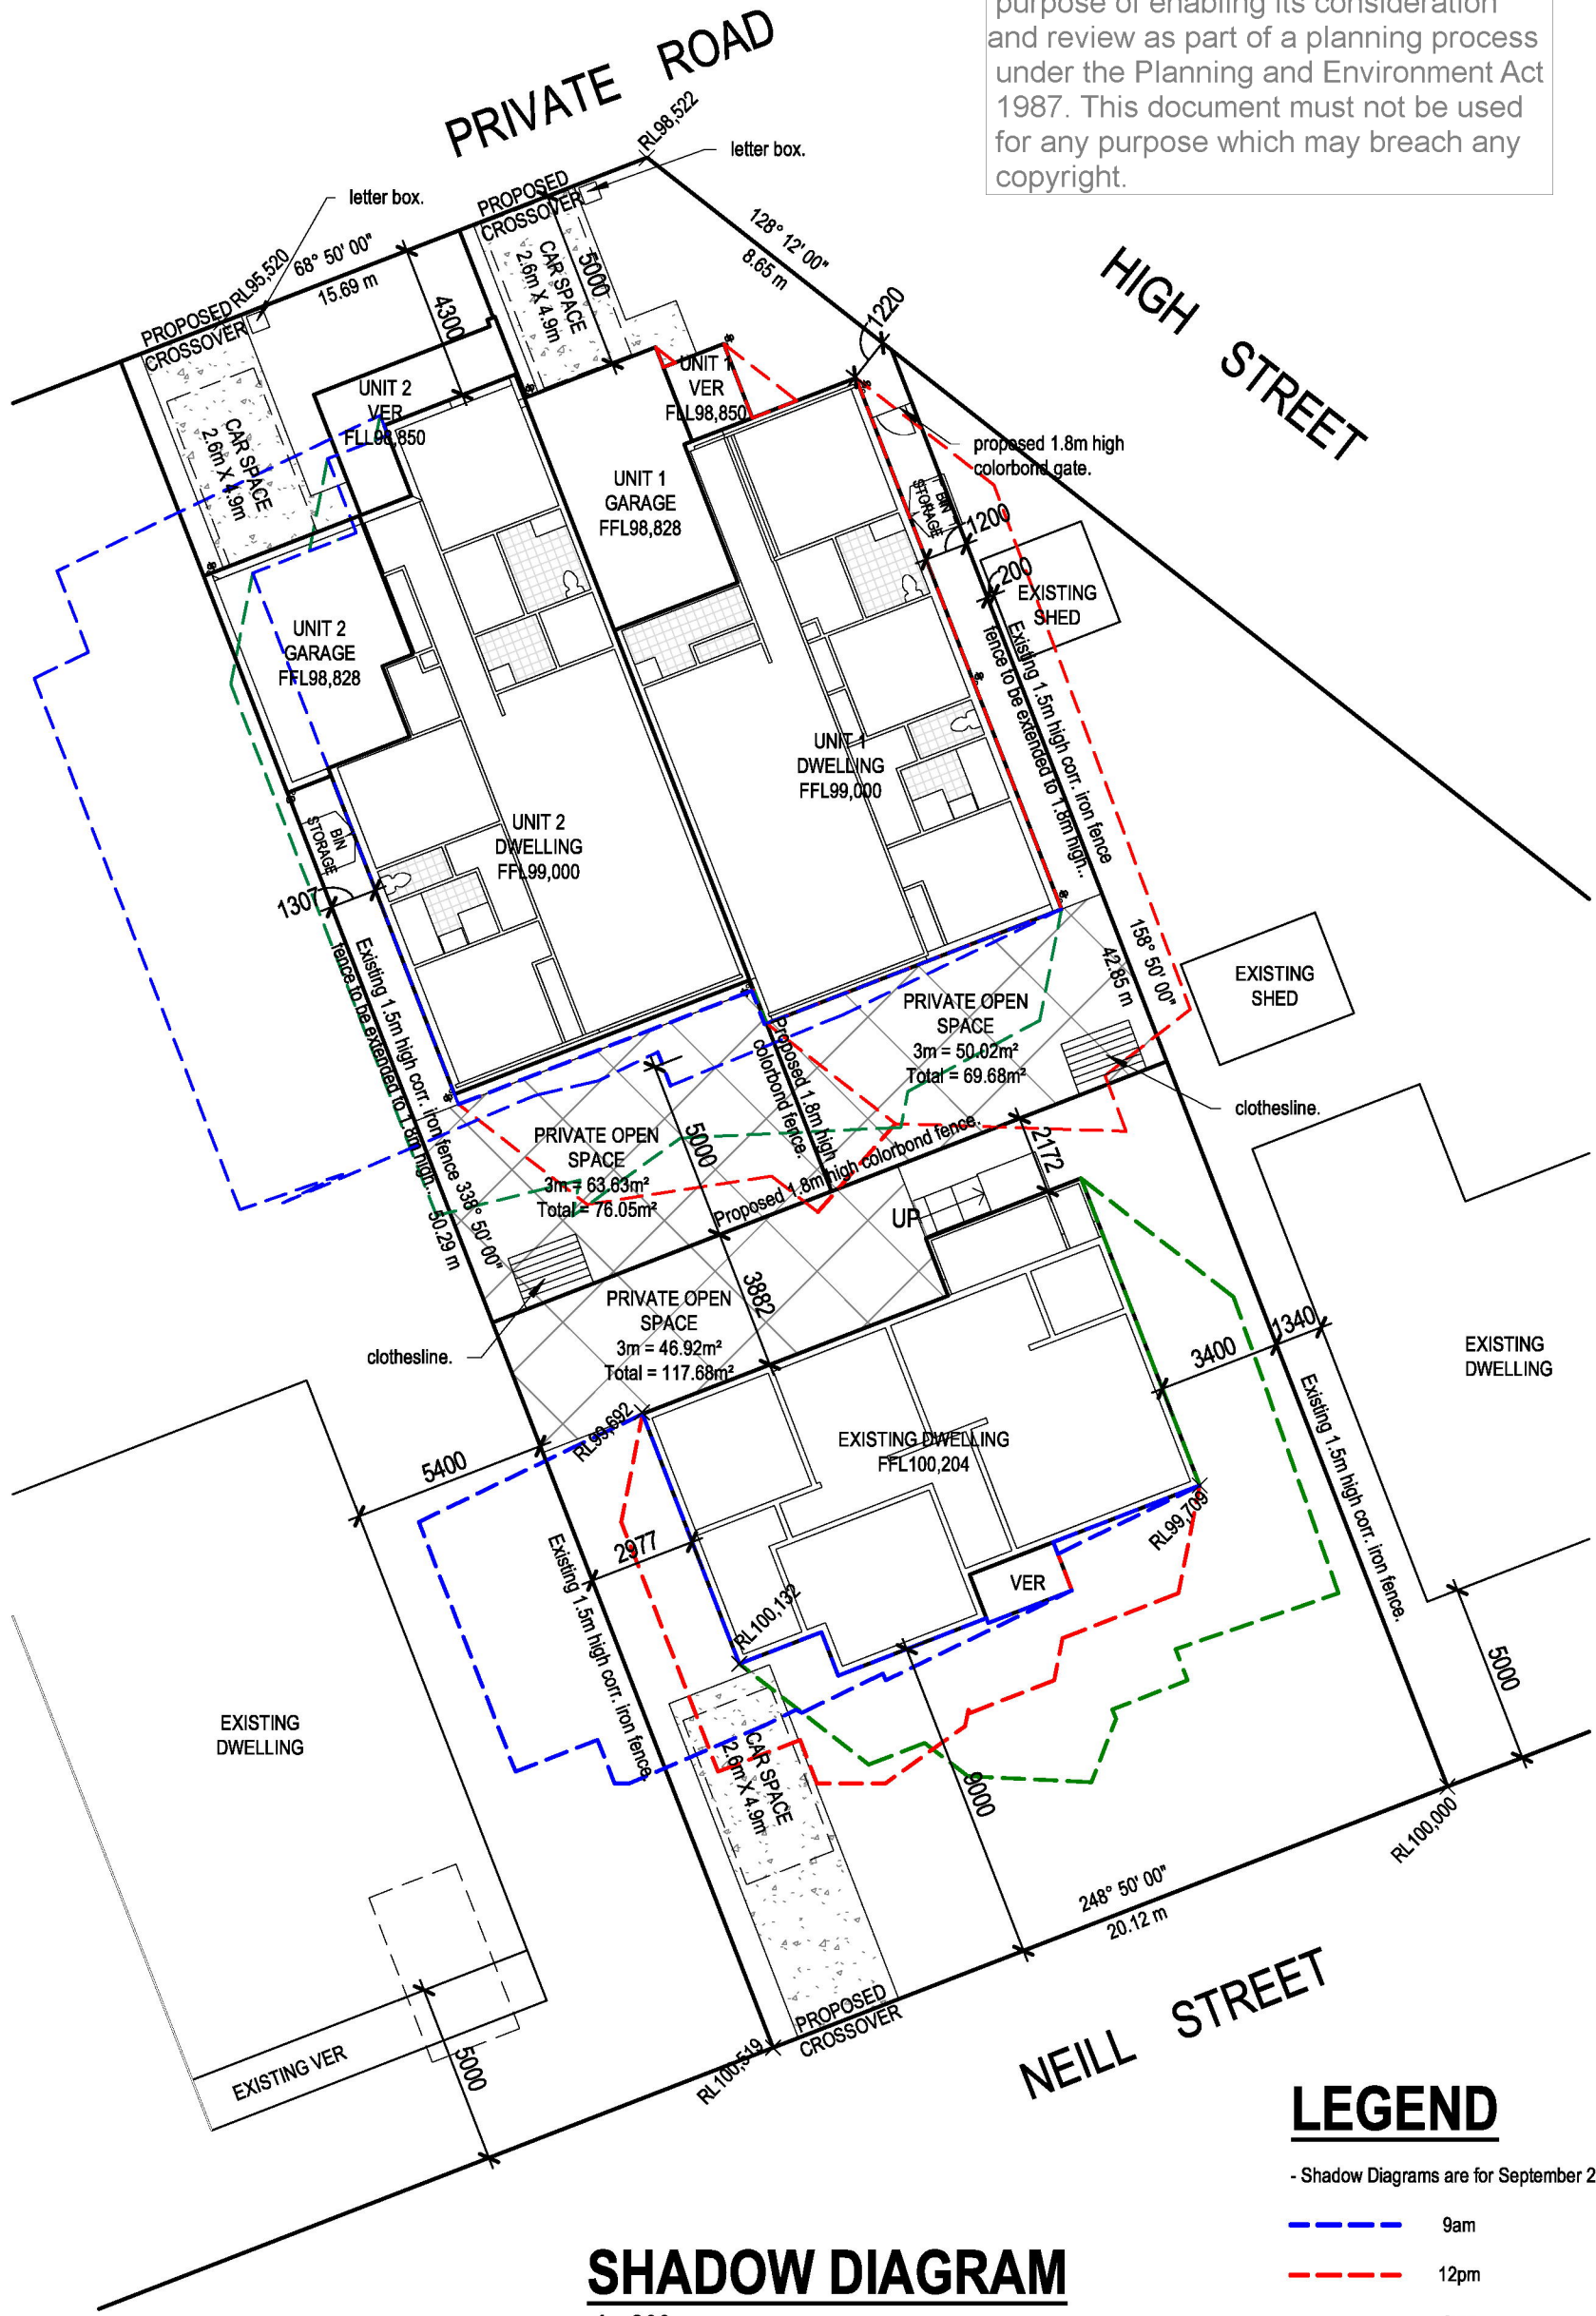 purpose of enabling its consideration
and review as part of a planning process
under the Planning and Environment Act
1987. This document must not be used
for any purpose which may breach any
copyright.
PRIVATE ROAD
RL98,522
letter box.
letter box.
PROPOSED
CROSSOVER
128° 12' 00"
8.65 m
HIGH STREET
RL95,520
68° 50' 00"
15.69 m
PROPOSED
CROSSOVER
4300
5000
CAR SPACE
2.6m X 4.9m
1220
UNIT 1
VER
FLL98,850
UNIT 2
VER
FLL98,850
CAR SPACE
2.6m X 4.9m
proposed 1.8m high
colorbond gate.
UNIT 1
GARAGE
FFL98,828
BIN
STORAGE
1200
200
EXISTING
SHED
UNIT 2
GARAGE
FFL98,828
Existing 1.5m high corr. iron fence
fence to be extended to 1.8m high..
UNIT 1
DWELLING
FFL99,000
UNIT 2
DWELLING
FFL99,000
BIN
STORAGE
1307
158° 50' 00"
42.85 m
EXISTING
SHED
PRIVATE OPEN
SPACE
3m = 50.02m²
Total = 69.68m²
Existing 1.5m high corr. iron fence
fence to be extended to 1.8m high..
338° 50' 00"
50.29 m
Proposed 1.8m high
colorbond fence.
clothesline.
PRIVATE OPEN
SPACE
3m = 63.63m²
Total = 76.05m²
5000
Proposed 1.8m high colorbond fence.
2172
UP
3882
PRIVATE OPEN
SPACE
3m = 46.92m²
Total = 117.68m²
clothesline.
1340
3400
EXISTING
DWELLING
RL99,692
5400
EXISTING DWELLING
FFL100,204
Existing 1.5m high corr. iron fence.
RL99,709
2977
Existing 1.5m high corr. iron fence.
VER
RL100,132
5000
EXISTING
DWELLING
CAR SPACE
2.6m X 4.9m
9000
RL100,000
248° 50' 00"
20.12 m
PROPOSED
CROSSOVER
NEILL STREET
EXISTING VER
5000
RL100,519
LEGEND
- Shadow Diagrams are for September 2
9am
12pm
SHADOW DIAGRAM